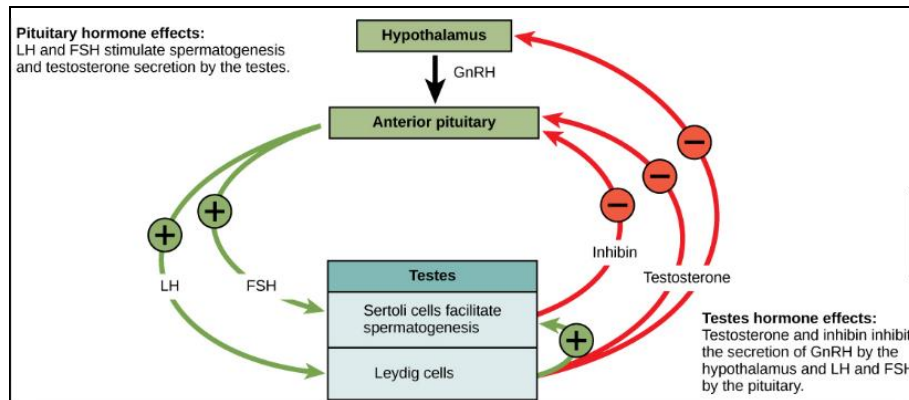 Pituitary hormone effects:
LH and FSH stimulate spermatogenesis
and testosterone secretion by the testes.
Hypothalamus
GnRH
Anterior pituitary
LH
FSH
Inhibin
Testosterone
Testes
Sertoli cells facilitate
spermatogenesis
Leydig cells
Testes hormone effects:
Testosterone and inhibin inhibit
the secretion of GnRH by the
hypothalamus and LH and FSH
by the pituitary.